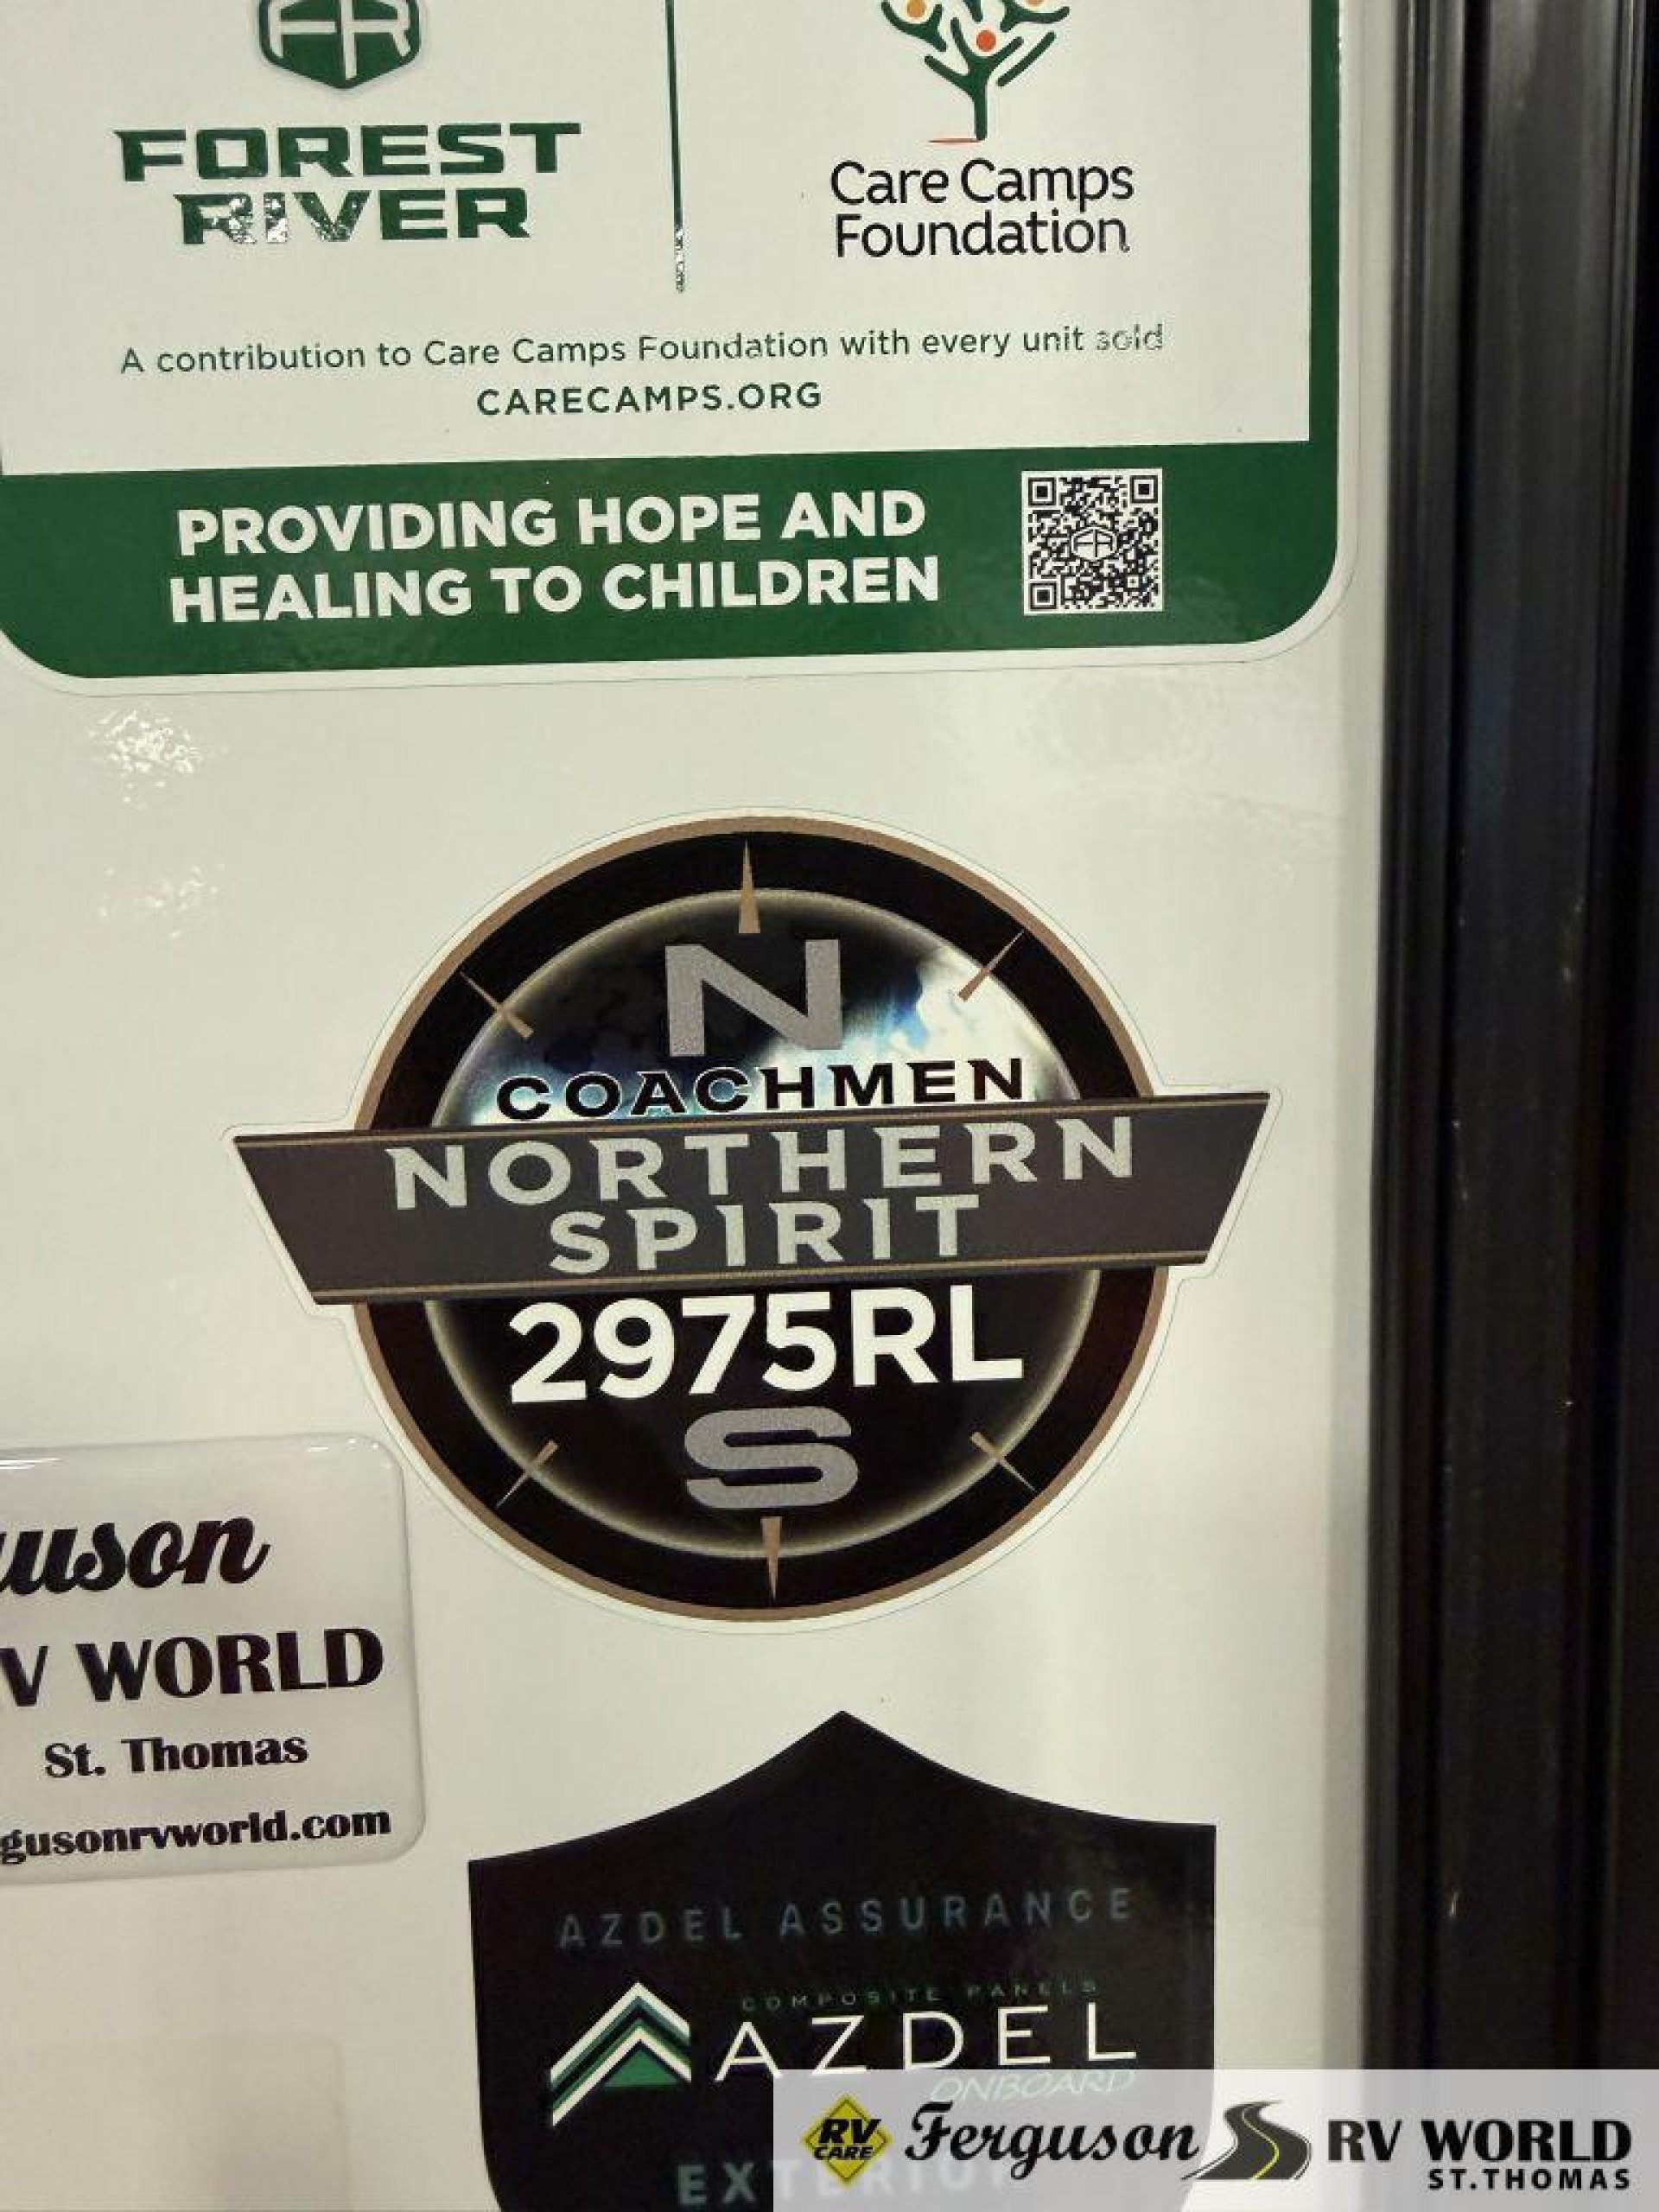 FR
FOREST
RIVER
Care Camps
Foundation
A contribution to Care Camps Foundation with every unit sold
CARECAMPS.ORG
PROVIDING HOPE AND
HEALING TO CHILDREN
FR
N
COACHMEN
NORTHERN
SPIRIT
2975RL
S
uson
V WORLD
St. Thomas
gusonrvworld.com
AZDEL ASSURANCE
COMPOSITE PANELS
AZDEL
ONBOARD
EXTERIOR
RV
CARE
Ferguson RV WORLD
ST.THOMAS